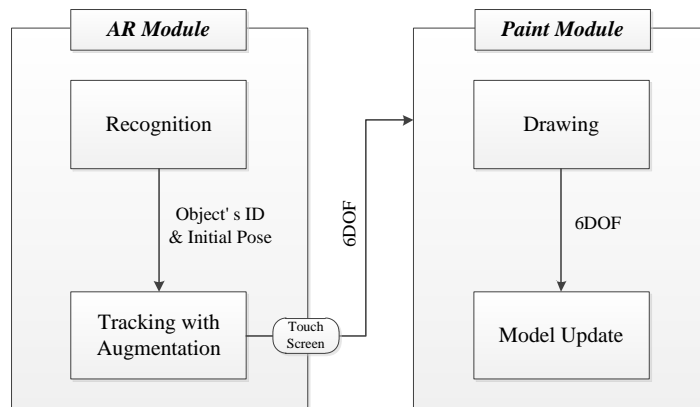 AR Module
Recognition
Object' s ID
& Initial Pose
Tracking with
Augmentation
Touch
Screen
6DOF
Paint Module
Drawing
6DOF
Model Update